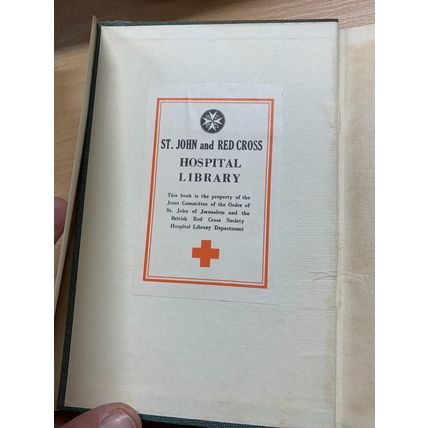 ST. JOHN and RED CROSS
HOSPITAL
LIBRARY
This book is the property of the
Joint Committee of the Order of
St. John of Jerusalem and the
British Red Cross Society
Hospital Library Department